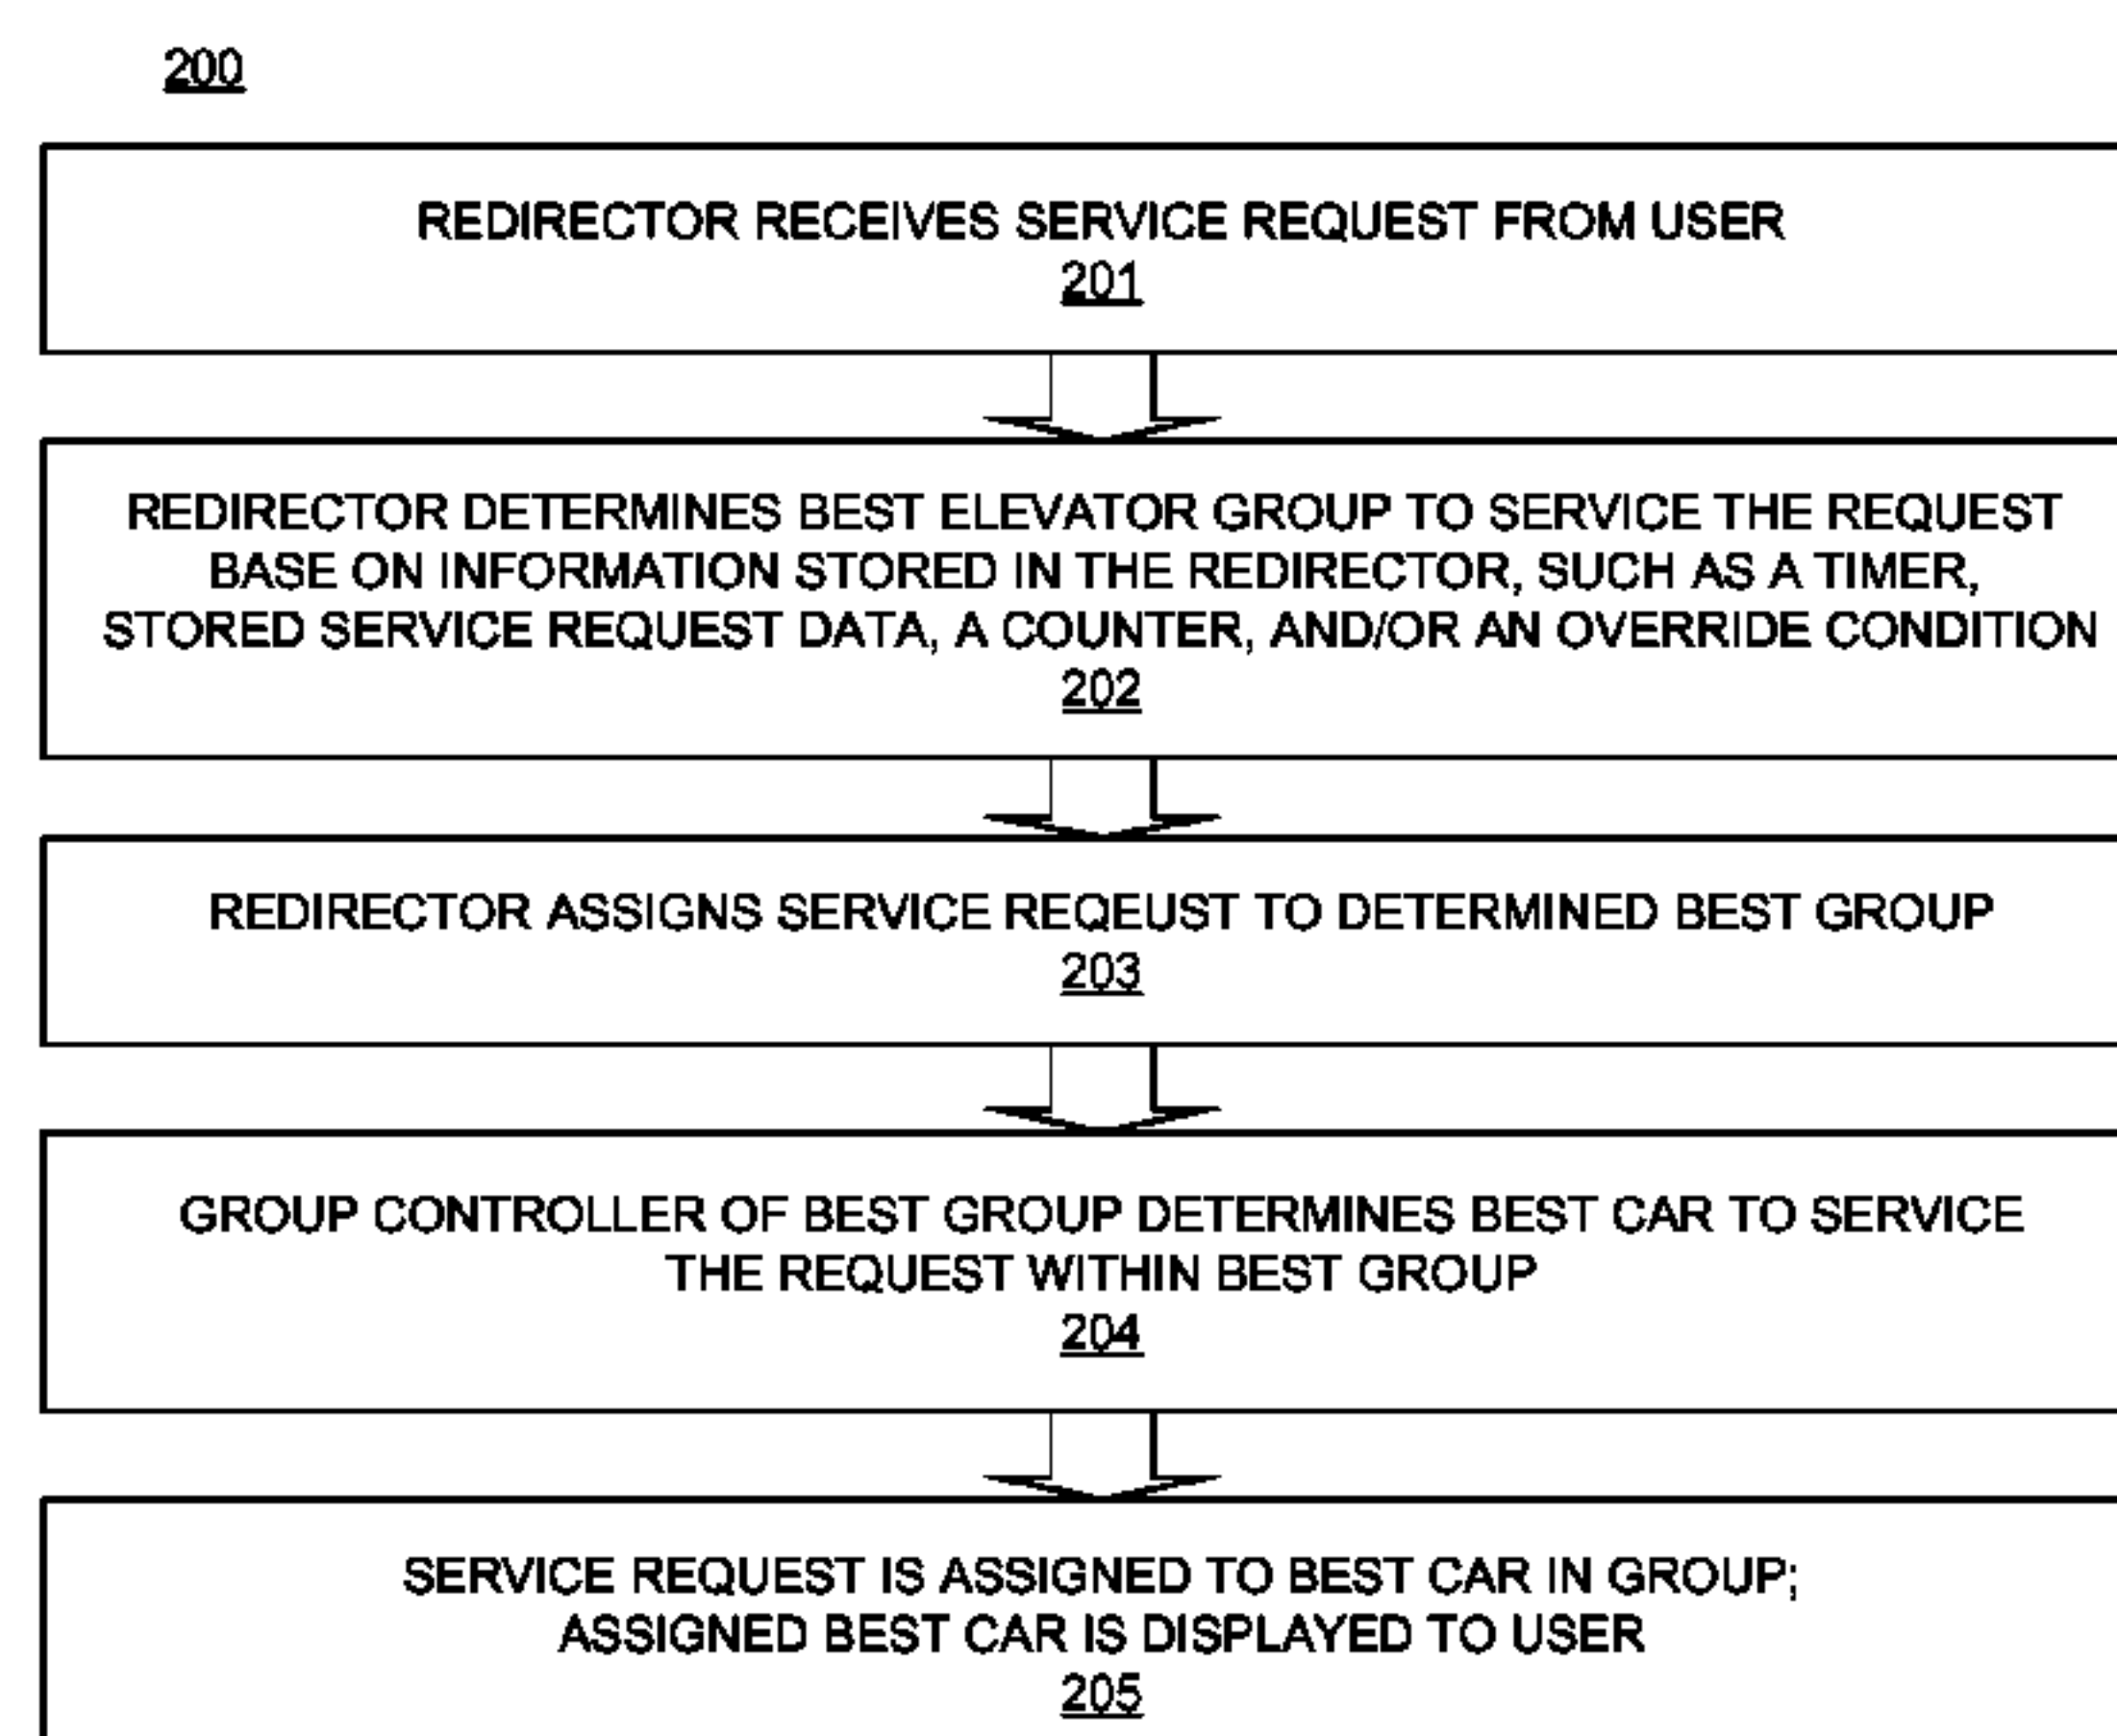 200
REDIRECTOR RECEIVES SERVICE REQUEST FROM USER
201
REDIRECTOR DETERMINES BEST ELEVATOR GROUP TO SERVICE THE REQUEST
BASE ON INFORMATION STORED IN THE REDIRECTOR, SUCH AS A TIMER,
STORED SERVICE REQUEST DATA, A COUNTER, AND/OR AN OVERRIDE CONDITION
202
REDIRECTOR ASSIGNS SERVICE REQEUST TO DETERMINED BEST GROUP
203
GROUP CONTROLLER OF BEST GROUP DETERMINES BEST CAR TO SERVICE
THE REQUEST WITHIN BEST GROUP
204
SERVICE REQUEST IS ASSIGNED TO BEST CAR IN GROUP;
ASSIGNED BEST CAR IS DISPLAYED TO USER
205